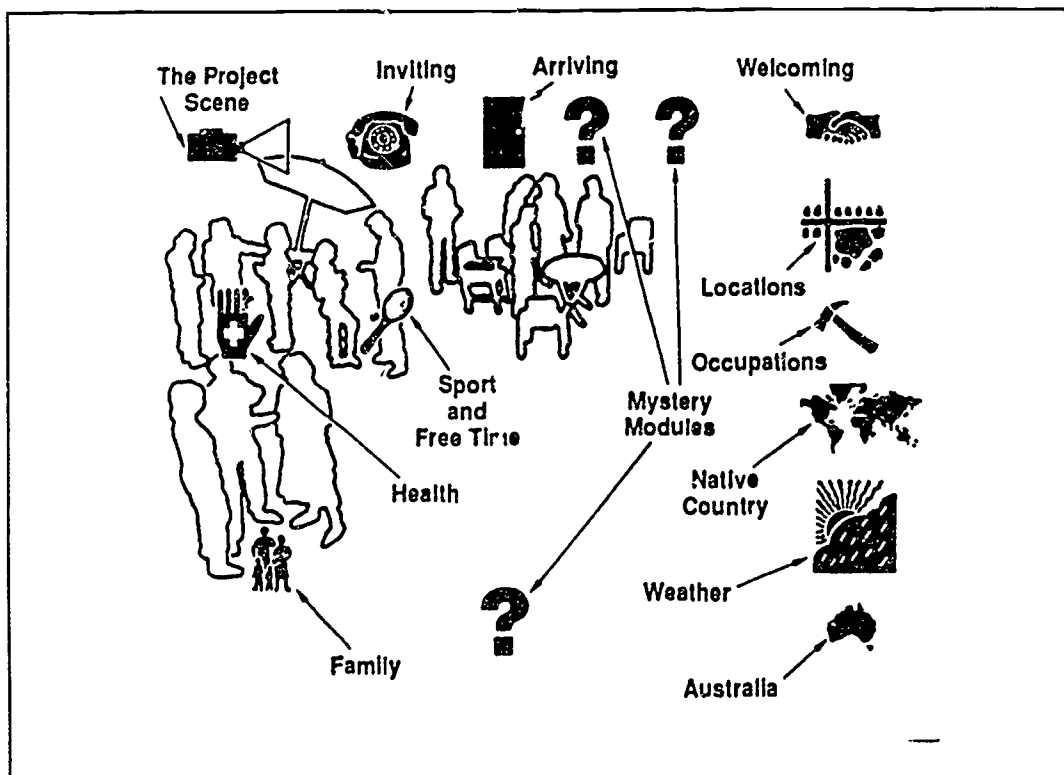 The Project
Scene
Inviting
Arriving
Welcoming
?
?
Locations
Occupations
Sport
and
Free Time
Mystery
Modules
Native
Country
Health
Weather
?
Family
Australia